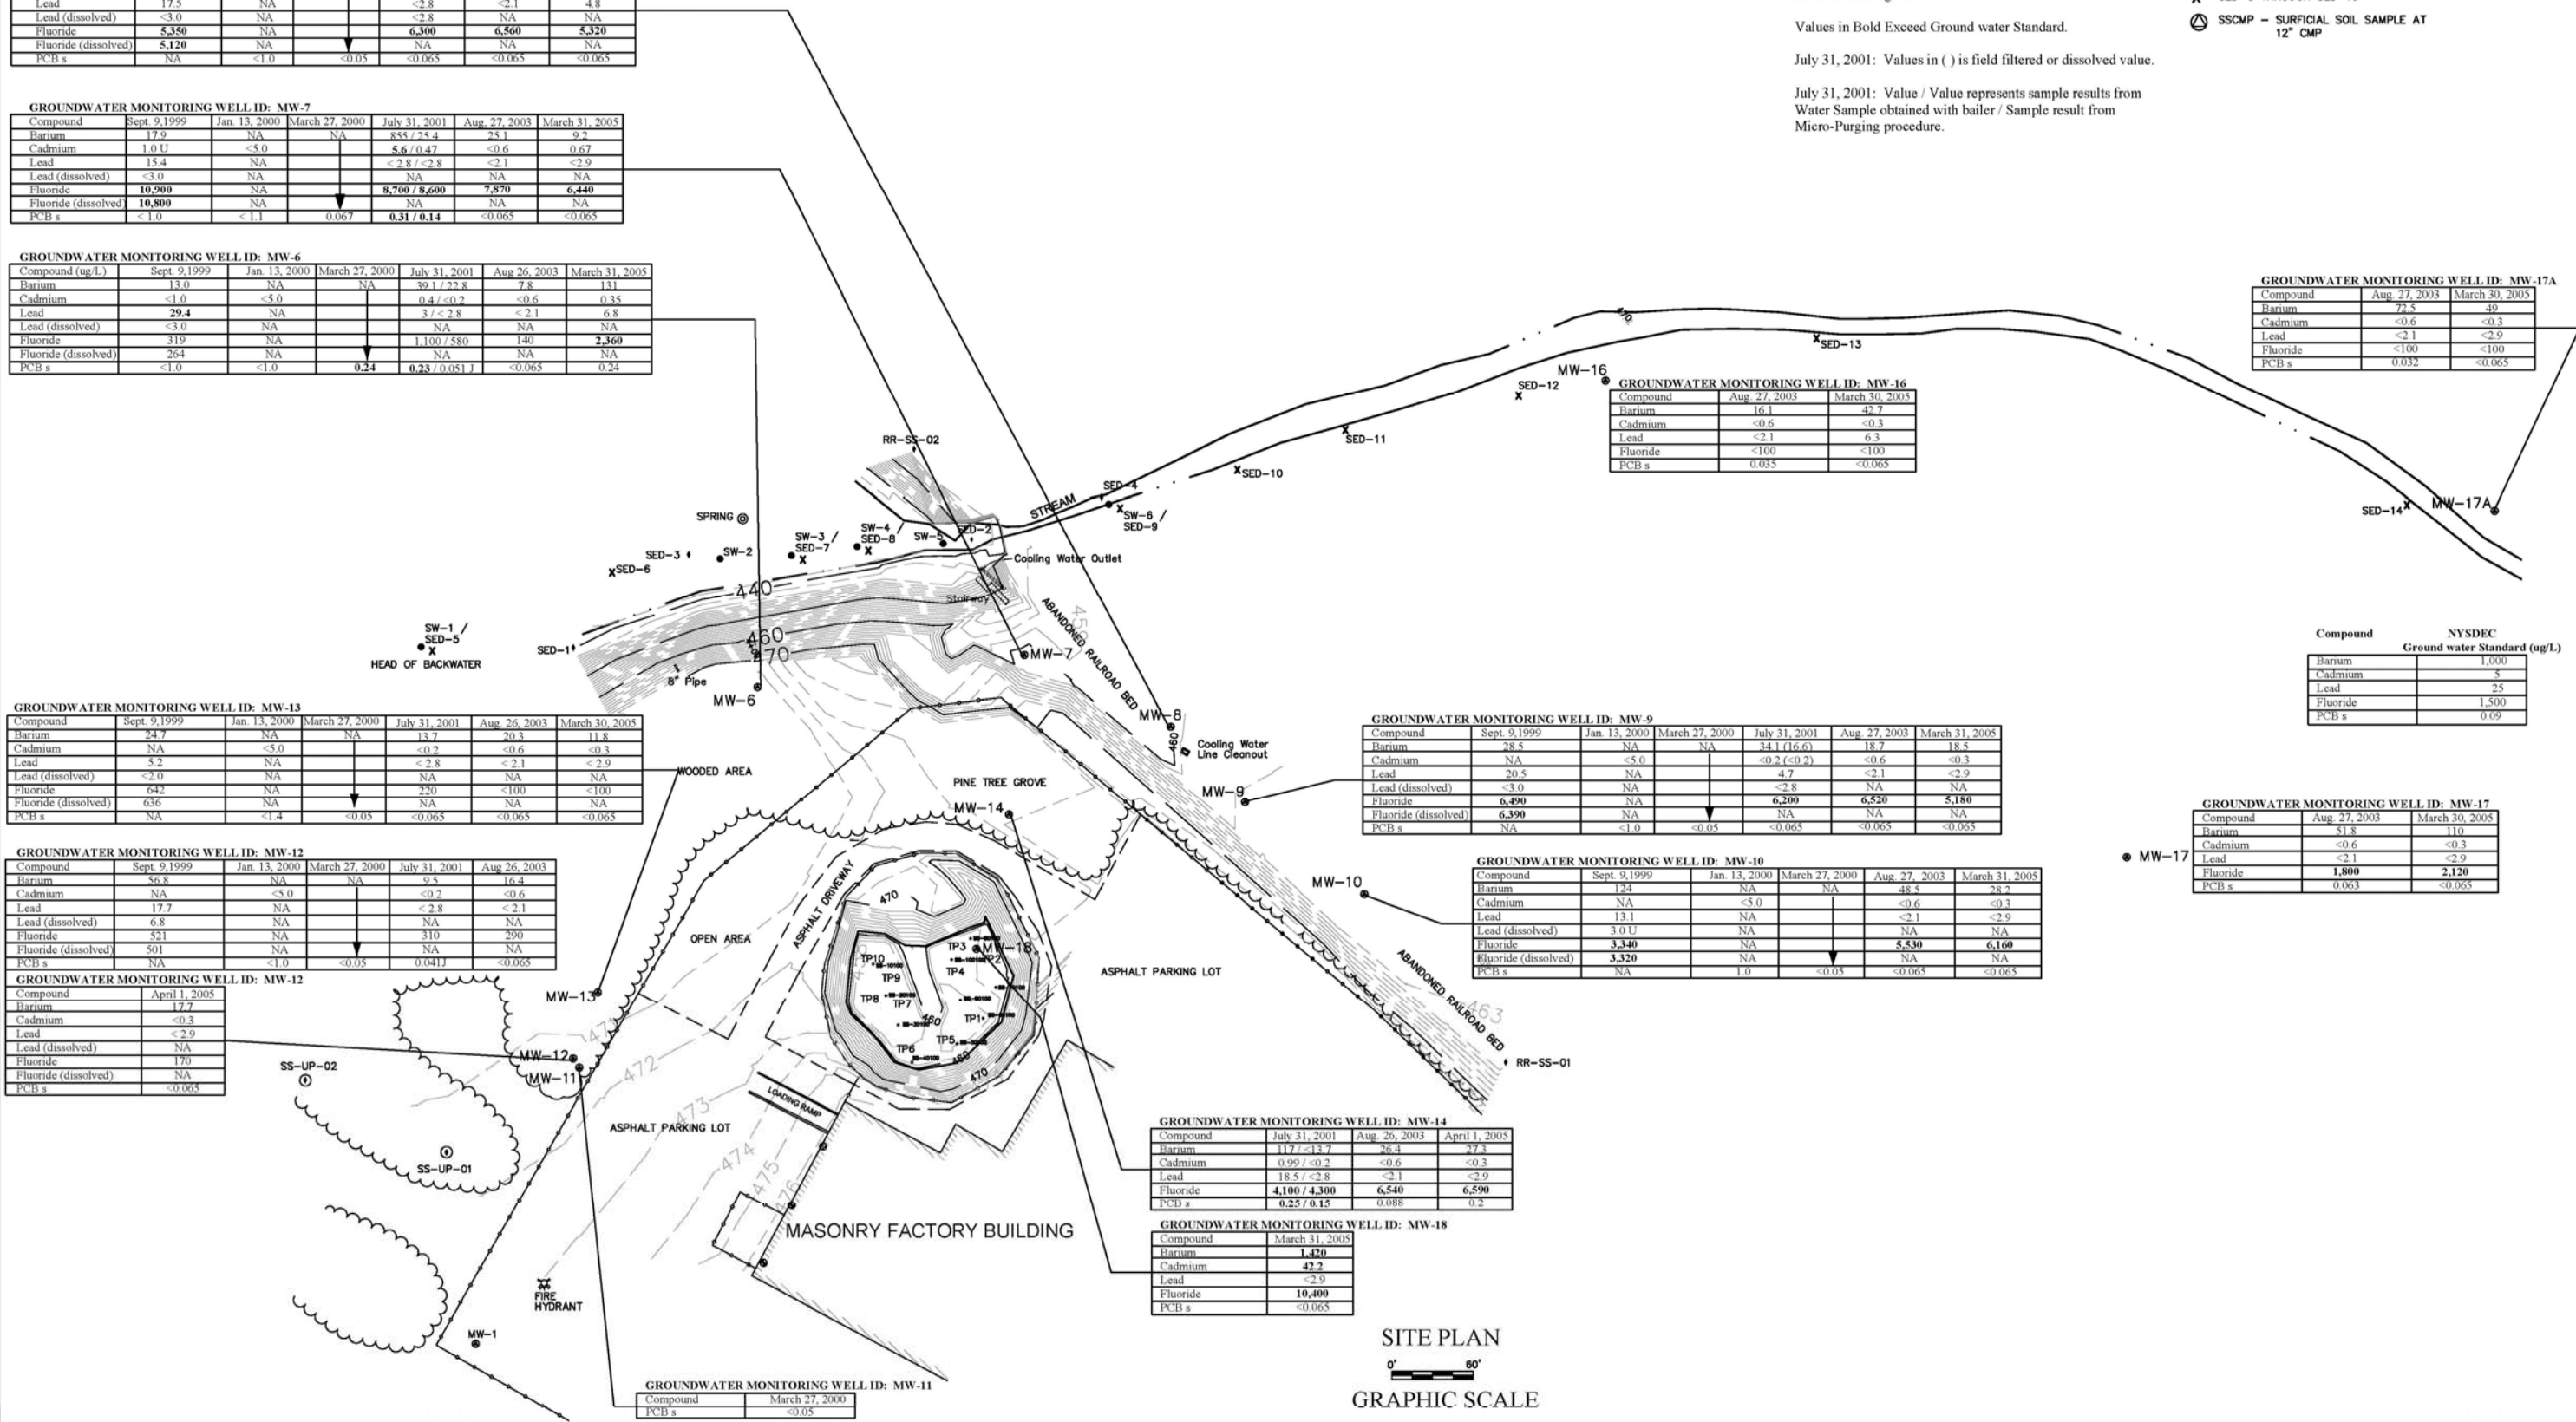 Lead 17.5 NA <2.8 <2.1 4.8
Lead (dissolved) <3.0 NA <2.8 NA NA
Fluoride 5,350 NA 6,300 6,560 5,320
Fluoride (dissolved) 5,120 NA NA NA NA
PCB s NA <1.0 <0.05 <0.065 <0.065 <0.065
Values in Bold Exceed Ground water Standard.
July 31, 2001: Values in ( ) is field filtered or dissolved value.
July 31, 2001: Value / Value represents sample results from
Water Sample obtained with bailer / Sample result from
Micro-Purging procedure.
SSCMP – SURFICIAL SOIL SAMPLE AT
12" CMP
GROUNDWATER MONITORING WELL ID: MW-7
Compound Sept. 9,1999 Jan. 13, 2000 March 27, 2000 July 31, 2001 Aug. 27, 2003 March 31, 2005
Barium 17.9 NA NA 855 / 25.4 25.1 9.2
Cadmium 1.0 U <5.0 5.6 / 0.47 <0.6 0.67
Lead 15.4 NA < 2.8 / <2.8 <2.1 <2.9
Lead (dissolved) <3.0 NA NA NA NA
Fluoride 10,900 NA 8,700 / 8,600 7,870 6,440
Fluoride (dissolved) 10,800 NA NA NA NA
PCB s < 1.0 < 1.1 0.067 0.31 / 0.14 <0.065 <0.065
GROUNDWATER MONITORING WELL ID: MW-6
Compound (ug/L) Sept. 9,1999 Jan. 13, 2000 March 27, 2000 July 31, 2001 Aug 26, 2003 March 31, 2005
Barium 13.0 NA NA 39.1 / 22.8 7.8 131
Cadmium <1.0 <5.0 0.4 / <0.2 <0.6 0.35
Lead 29.4 NA 3 / < 2.8 < 2.1 6.8
Lead (dissolved) <3.0 NA NA NA NA
Fluoride 319 NA 1,100 / 580 140 2,360
Fluoride (dissolved) 264 NA NA NA NA
PCB s <1.0 <1.0 0.24 0.23 / 0.051 J <0.065 0.24
GROUNDWATER MONITORING WELL ID: MW-17A
Compound Aug. 27, 2003 March 30, 2005
Barium 72.5 49
Cadmium <0.6 <0.3
Lead <2.1 <2.9
Fluoride <100 <100
PCB s 0.032 <0.065
470
SED-13
MW-16
SED-12
GROUNDWATER MONITORING WELL ID: MW-16
Compound Aug. 27, 2003 March 30, 2005
Barium 16.1 42.7
Cadmium <0.6 <0.3
Lead <2.1 6.3
Fluoride <100 <100
PCB s 0.035 <0.065
SED-11
SED-10
RR-SS-02
SED-4
STREAM
SW-6 /
SED-9
SED-14
MW-17A
SPRING
SW-4 /
SED-8
SW-3 /
SED-7
SW-5
SED-2
SED-3
SW-2
SED-6
Cooling Water Outlet
440
Stairway
ABANDONED RAILROAD BED
450
SW-1 /
SED-5
HEAD OF BACKWATER
SED-1
460
470
8" Pipe
MW-6
MW-7
MW-8
460
Cooling Water
Line Cleanout
Compound NYSDEC
Ground water Standard (ug/L)
Barium 1,000
Cadmium 5
Lead 25
Fluoride 1,500
PCB s 0.09
GROUNDWATER MONITORING WELL ID: MW-13
Compound Sept. 9,1999 Jan. 13, 2000 March 27, 2000 July 31, 2001 Aug. 26, 2003 March 30, 2005
Barium 24.7 NA NA 13.7 20.3 11.8
Cadmium NA <5.0 <0.2 <0.6 <0.3
Lead 5.2 NA < 2.8 < 2.1 < 2.9
Lead (dissolved) <2.0 NA NA NA NA
Fluoride 642 NA 220 <100 <100
Fluoride (dissolved) 636 NA NA NA NA
PCB s NA <1.4 <0.05 <0.065 <0.065 <0.065
WOODED AREA
PINE TREE GROVE
MW-14
MW-9
GROUNDWATER MONITORING WELL ID: MW-9
Compound Sept. 9,1999 Jan. 13, 2000 March 27, 2000 July 31, 2001 Aug. 27, 2003 March 31, 2005
Barium 28.5 NA NA 34.1 (16.6) 18.7 18.5
Cadmium NA <5.0 <0.2 (<0.2) <0.6 <0.3
Lead 20.5 NA 4.7 <2.1 <2.9
Lead (dissolved) <3.0 NA <2.8 NA NA
Fluoride 6,490 NA 6,200 6,520 5,180
Fluoride (dissolved) 6,390 NA NA NA NA
PCB s NA <1.0 <0.05 <0.065 <0.065 <0.065
MW-17
GROUNDWATER MONITORING WELL ID: MW-17
Compound Aug. 27, 2003 March 30, 2005
Barium 51.8 110
Cadmium <0.6 <0.3
Lead <2.1 <2.9
Fluoride 1,800 2,120
PCB s 0.063 <0.065
GROUNDWATER MONITORING WELL ID: MW-12
Compound Sept. 9,1999 Jan. 13, 2000 March 27, 2000 July 31, 2001 Aug 26, 2003
Barium 56.8 NA NA 9.5 16.4
Cadmium NA <5.0 <0.2 <0.6
Lead 17.7 NA < 2.8 < 2.1
Lead (dissolved) 6.8 NA NA NA
Fluoride 521 NA 310 290
Fluoride (dissolved) 501 NA NA NA
PCB s NA <1.0 <0.05 0.041J <0.065
MW-10
GROUNDWATER MONITORING WELL ID: MW-10
Compound Sept. 9,1999 Jan. 13, 2000 March 27, 2000 Aug. 27, 2003 March 31, 2005
Barium 124 NA NA 48.5 28.2
Cadmium NA <5.0 <0.6 <0.3
Lead 13.1 NA <2.1 <2.9
Lead (dissolved) 3.0 U NA NA NA
Fluoride 3,340 NA 5,530 6,160
Fluoride (dissolved) 3,320 NA NA NA
PCB s NA 1.0 <0.05 <0.065 <0.065
ASPHALT DRIVEWAY
OPEN AREA
470
TP3
MW-18
TP10
TP2
TP9
TP4
TP8
TP7
TP1
460
TP5
TP6
460
470
ASPHALT PARKING LOT
ABANDONED RAILROAD BED
463
RR-SS-01
GROUNDWATER MONITORING WELL ID: MW-12
Compound April 1, 2005
Barium 17.7
Cadmium <0.3
Lead < 2.9
Lead (dissolved) NA
Fluoride 170
Fluoride (dissolved) NA
PCB s <0.065
MW-13
MW-12
MW-11
471
472
473
474
475
476
SS-UP-02
SS-UP-01
LOADING RAMP
ASPHALT PARKING LOT
MASONRY FACTORY BUILDING
FIRE
HYDRANT
MW-1
GROUNDWATER MONITORING WELL ID: MW-14
Compound July 31, 2001 Aug. 26, 2003 April 1, 2005
Barium 117 / <13.7 26.4 27.3
Cadmium 0.99 / <0.2 <0.6 <0.3
Lead 18.5 / <2.8 <2.1 <2.9
Fluoride 4,100 / 4,300 6,540 6,590
PCB s 0.25 / 0.15 0.088 0.2
GROUNDWATER MONITORING WELL ID: MW-18
Compound March 31, 2005
Barium 1,420
Cadmium 42.2
Lead <2.9
Fluoride 10,400
PCB s <0.065
GROUNDWATER MONITORING WELL ID: MW-11
Compound March 27, 2000
PCB s <0.05
SITE PLAN
0' 60'
GRAPHIC SCALE